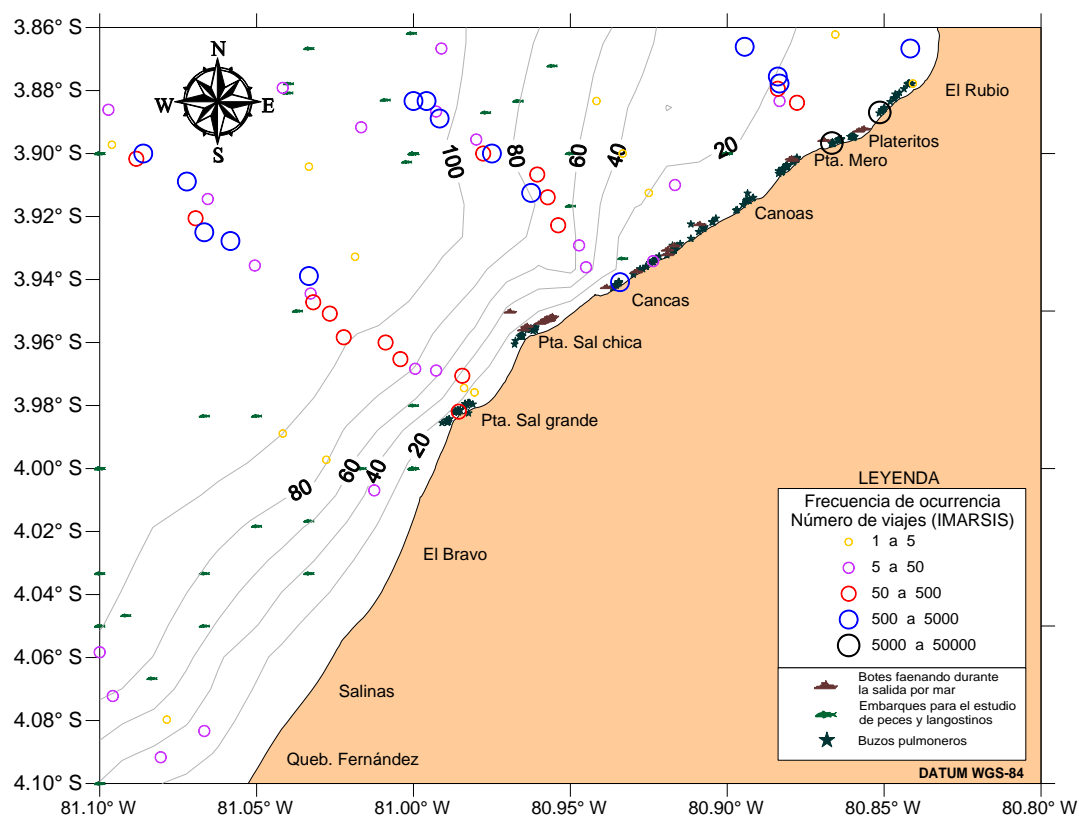 3.86° S
3.88° S
3.90° S
3.92° S
3.94° S
3.96° S
3.98° S
4.00° S
4.02° S
4.04° S
4.06° S
4.08° S
4.10° S
N
W
E
S
100
80
60
40
20
El Rubio
Plateritos
Pta. Mero
Canoas
Cancas
Pta. Sal chica
Pta. Sal grande
80
60
40
20
El Bravo
Salinas
Queb. Fernández
LEYENDA
Frecuencia de ocurrencia
Número de viajes (IMARSIS)
1 a 5
5 a 50
50 a 500
500 a 5000
5000 a 50000
Botes faenando durante
la salida por mar
Embarques para el estudio
de peces y langostinos
Buzos pulmoneros
DATUM WGS-84
81.10° W
81.05° W
81.00° W
80.95° W
80.90° W
80.85° W
80.80° W